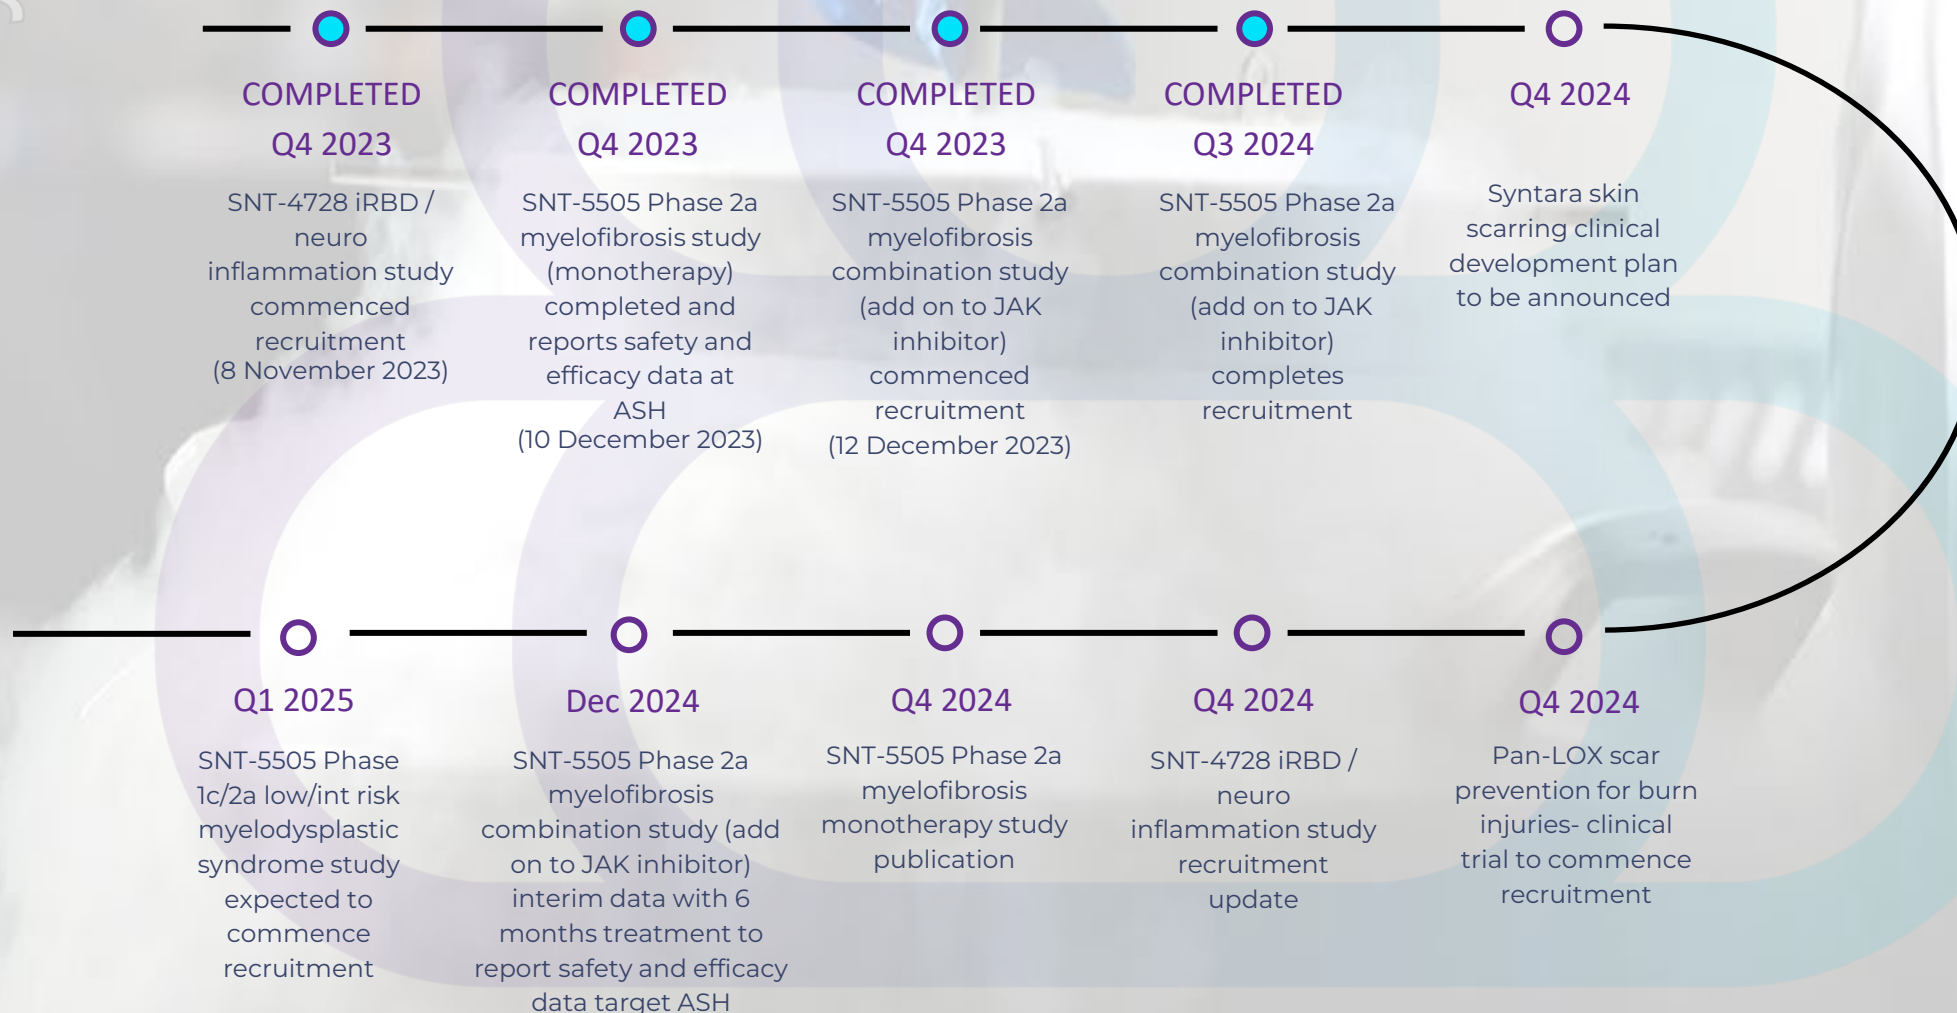 COMPLETED
Q4 2023
SNT-4728 iRBD /
neuro
inflammation study
commenced
recruitment
(8 November 2023)
COMPLETED
Q4 2023
SNT-5505 Phase 2a
myelofibrosis study
(monotherapy)
completed and
reports safety and
efficacy data at
ASH
(10 December 2023)
COMPLETED
Q4 2023
SNT-5505 Phase 2a
myelofibrosis
combination study
(add on to JAK
inhibitor)
commenced
recruitment
(12 December 2023)
COMPLETED
Q3 2024
SNT-5505 Phase 2a
myelofibrosis
combination study
(add on to JAK
inhibitor)
completes
recruitment
Q4 2024
Syntara skin
scarring clinical
development plan
to be announced
Q1 2025
SNT-5505 Phase
1c/2a low/int risk
myelodysplastic
syndrome study
expected to
commence
recruitment
Dec 2024
SNT-5505 Phase 2a
myelofibrosis
combination study (add
on to JAK inhibitor)
interim data with 6
months treatment to
report safety and efficacy
data target ASH
Q4 2024
SNT-5505 Phase 2a
myelofibrosis
monotherapy study
publication
Q4 2024
SNT-4728 iRBD /
neuro
inflammation study
recruitment
update
Q4 2024
Pan-LOX scar
prevention for burn
injuries- clinical
trial to commence
recruitment